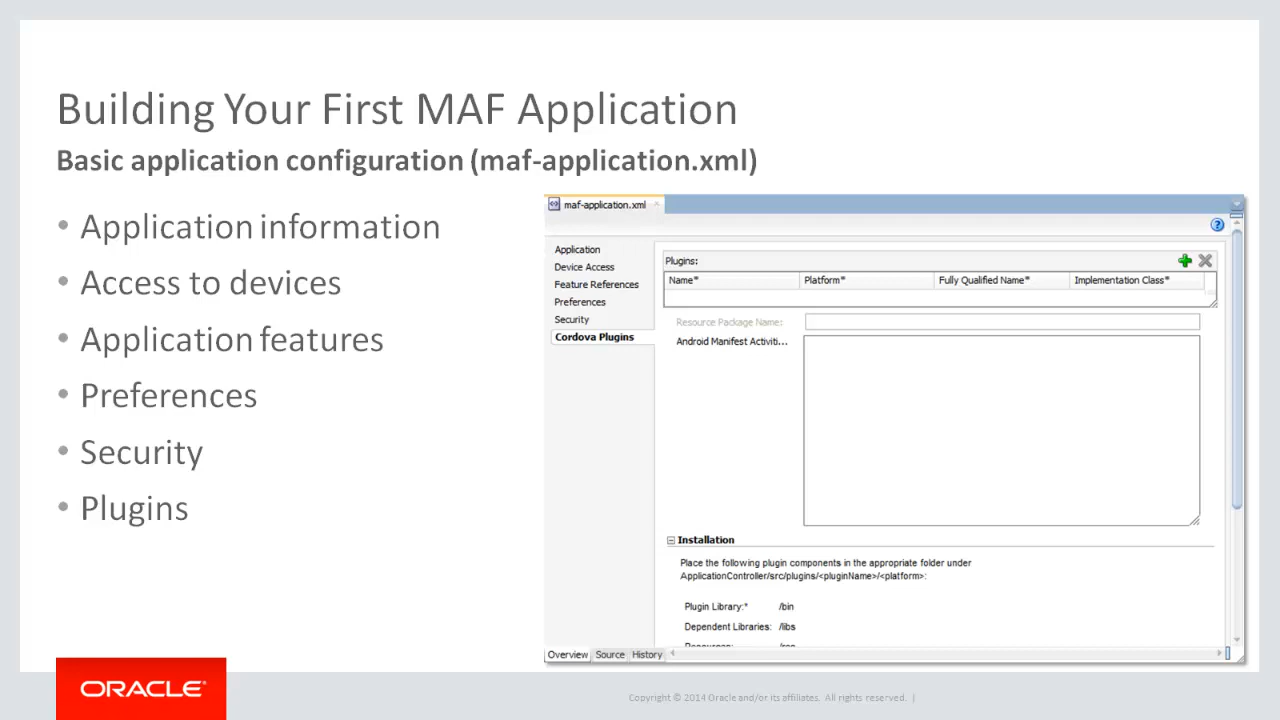 Building Your First MAF Application
Basic application configuration (maf-application.xml)
• Application information
• Access to devices
• Application features
• Preferences
• Security
• Plugins
maf-application.xml
Application
Device Access
Feature References
Preferences
Security
Cordova Plugins
Plugins:
Name* Platform* Fully Qualified Name* Implementation Class*
Resource Package Name:
Android Manifest Activiti...
Installation
Place the following plugin components in the appropriate folder under
ApplicationController/src/plugins/<pluginName>/<platform>:
Plugin Library:* /bin
Dependent Libraries: /libs
Overview Source History
ORACLE®
Copyright © 2014 Oracle and/or its affiliates. All rights reserved. |